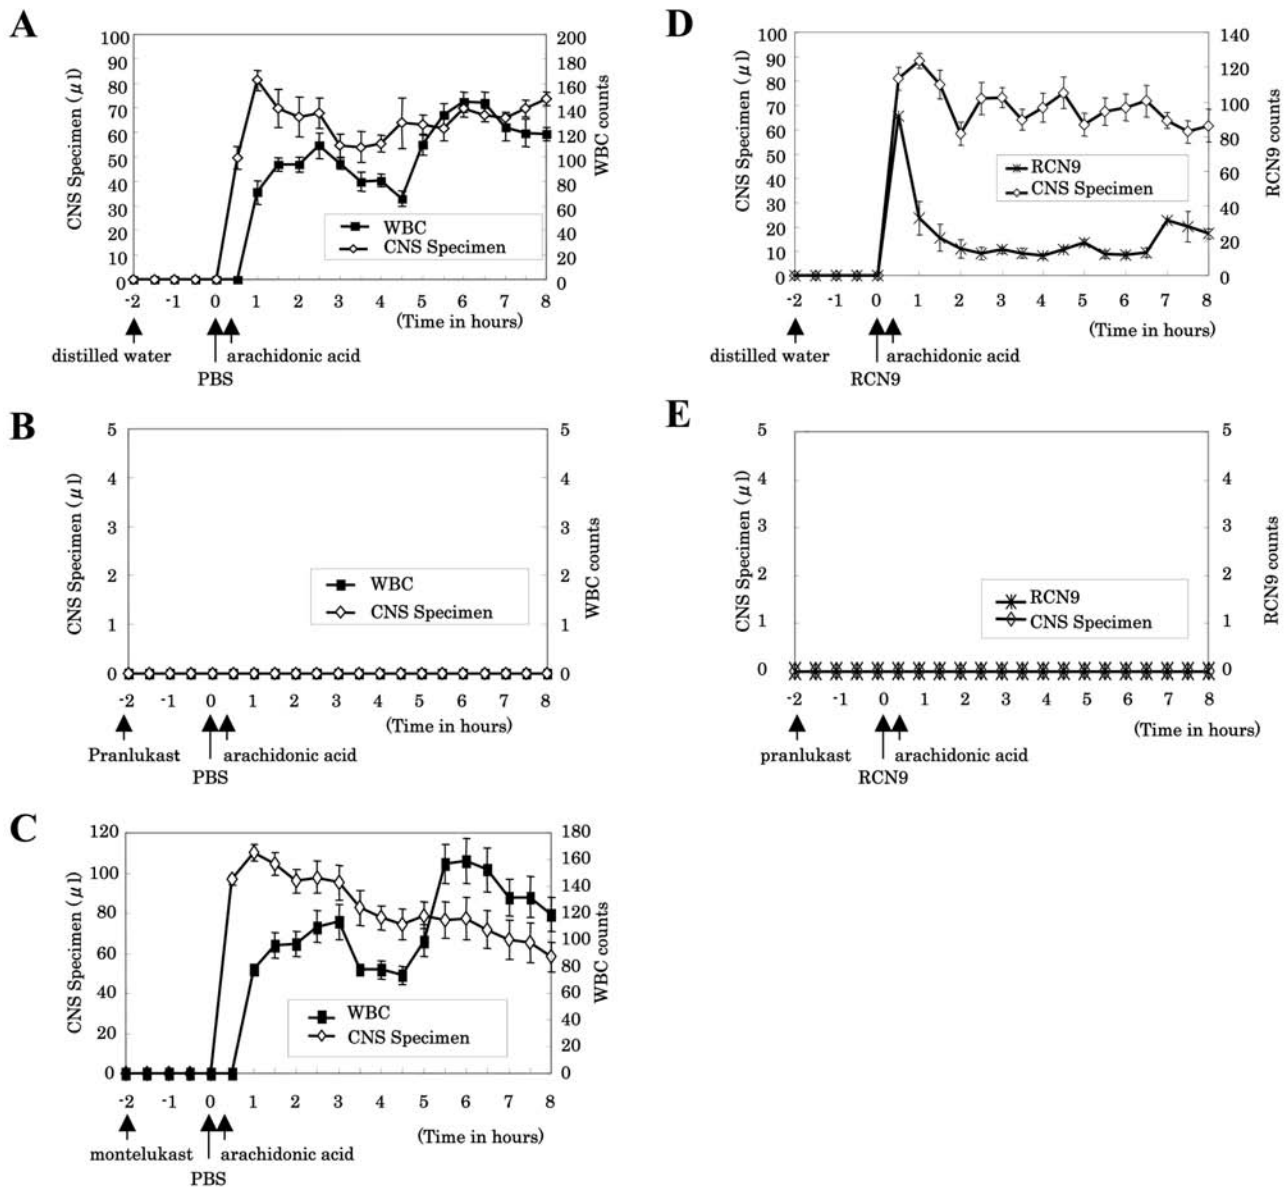 A
CNS Specimen (μl)
100
90
80
70
60
50
40
30
20
10
0
200
180
160
140
120
100
80
60
40
20
0
WBC counts
WBC
CNS Specimen
-2 -1 0 1 2 3 4 5 6 7 8
(Time in hours)
distilled water
PBS
arachidonic acid
B
CNS Specimen (μl)
5
4
3
2
1
0
5
4
3
2
1
0
WBC counts
WBC
CNS Specimen
-2 -1 0 1 2 3 4 5 6 7 8
(Time in hours)
Pranlukast
PBS
arachidonic acid
C
CNS Specimen (μl)
120
100
80
60
40
20
0
180
160
140
120
100
80
60
40
20
0
WBC counts
WBC
CNS Specimen
-2 -1 0 1 2 3 4 5 6 7 8
(Time in hours)
montelukast
PBS
arachidonic acid
D
CNS Specimen (μl)
100
90
80
70
60
50
40
30
20
10
0
140
120
100
80
60
40
20
0
RCN9 counts
RCN9
CNS Specimen
-2 -1 0 1 2 3 4 5 6 7 8
(Time in hours)
distilled water
RCN9
arachidonic acid
E
CNS Specimen (μl)
5
4
3
2
1
0
5
4
3
2
1
0
RCN9 counts
RCN9
CNS Specimen
-2 -1 0 1 2 3 4 5 6 7 8
(Time in hours)
pranlukast
RCN9
arachidonic acid